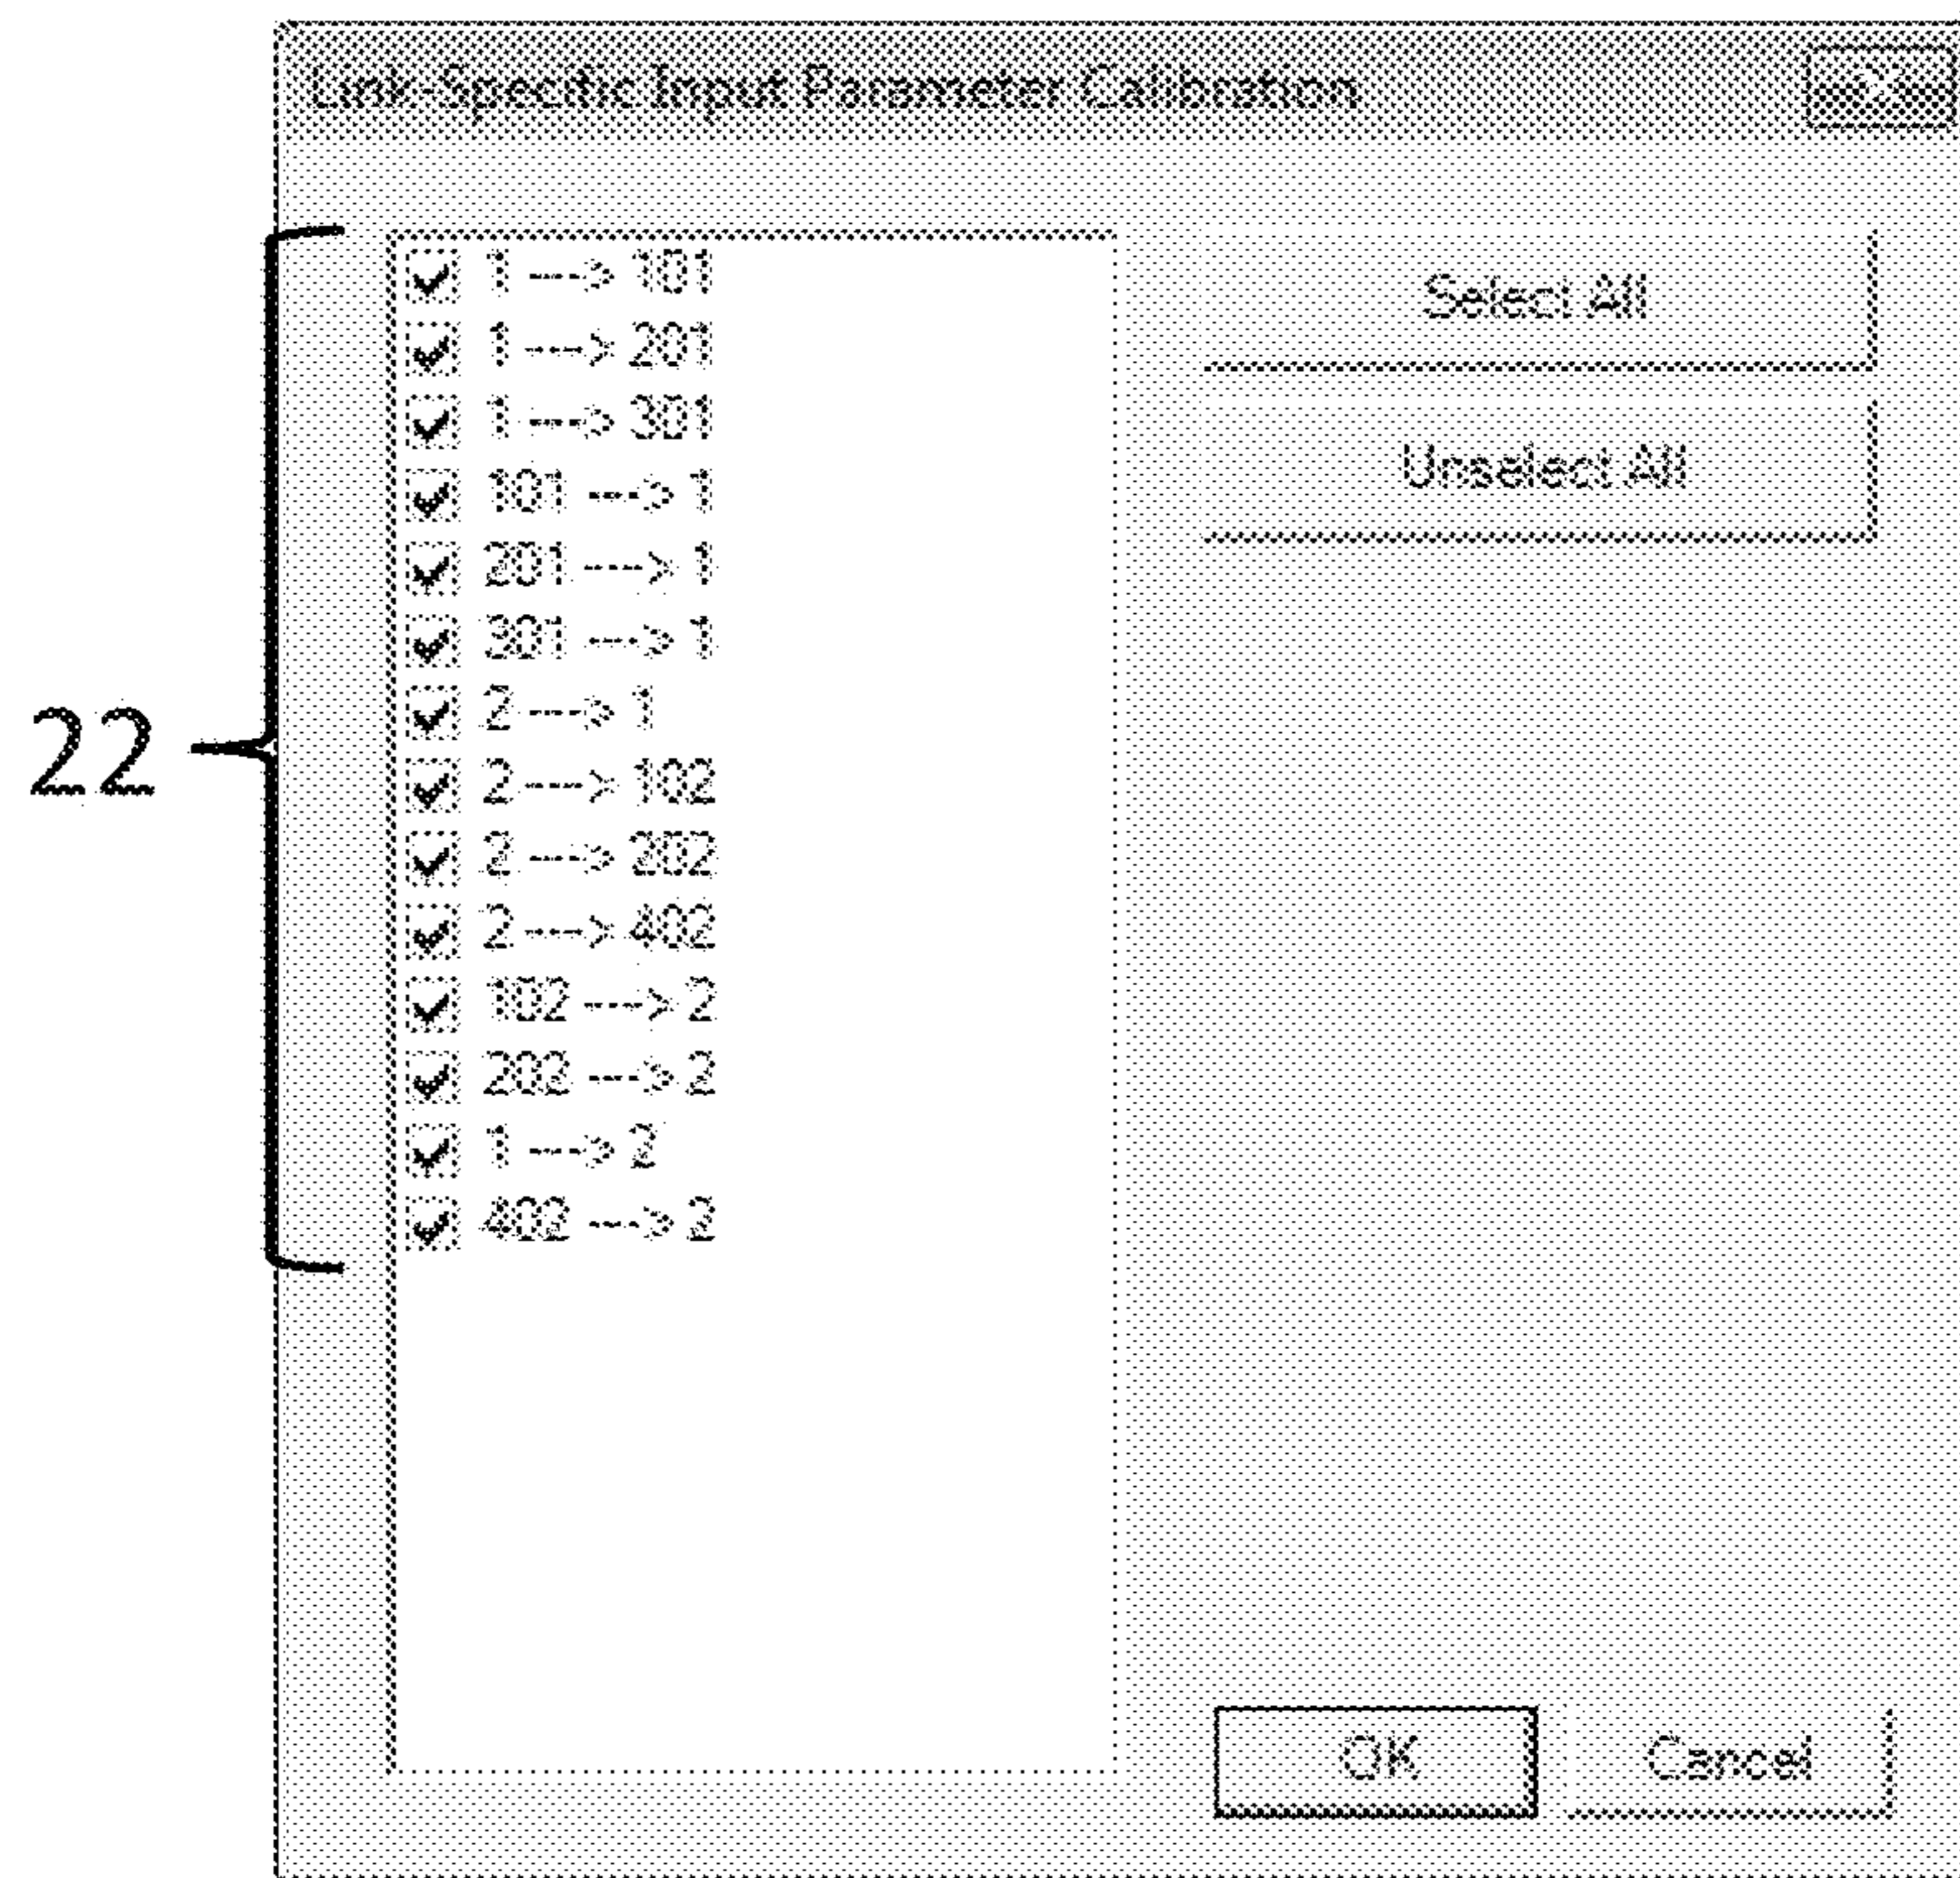 Link-Specific Input Parameter Calibration
22
1 ---> 101
1 ---> 201
1 ---> 301
101 ---> 1
201 ---> 1
301 ---> 1
2 ---> 1
2 ---> 102
2 ---> 202
2 ---> 402
102 ---> 2
202 ---> 2
1 ---> 2
402 ---> 2
Select All
Unselect All
OK
Cancel